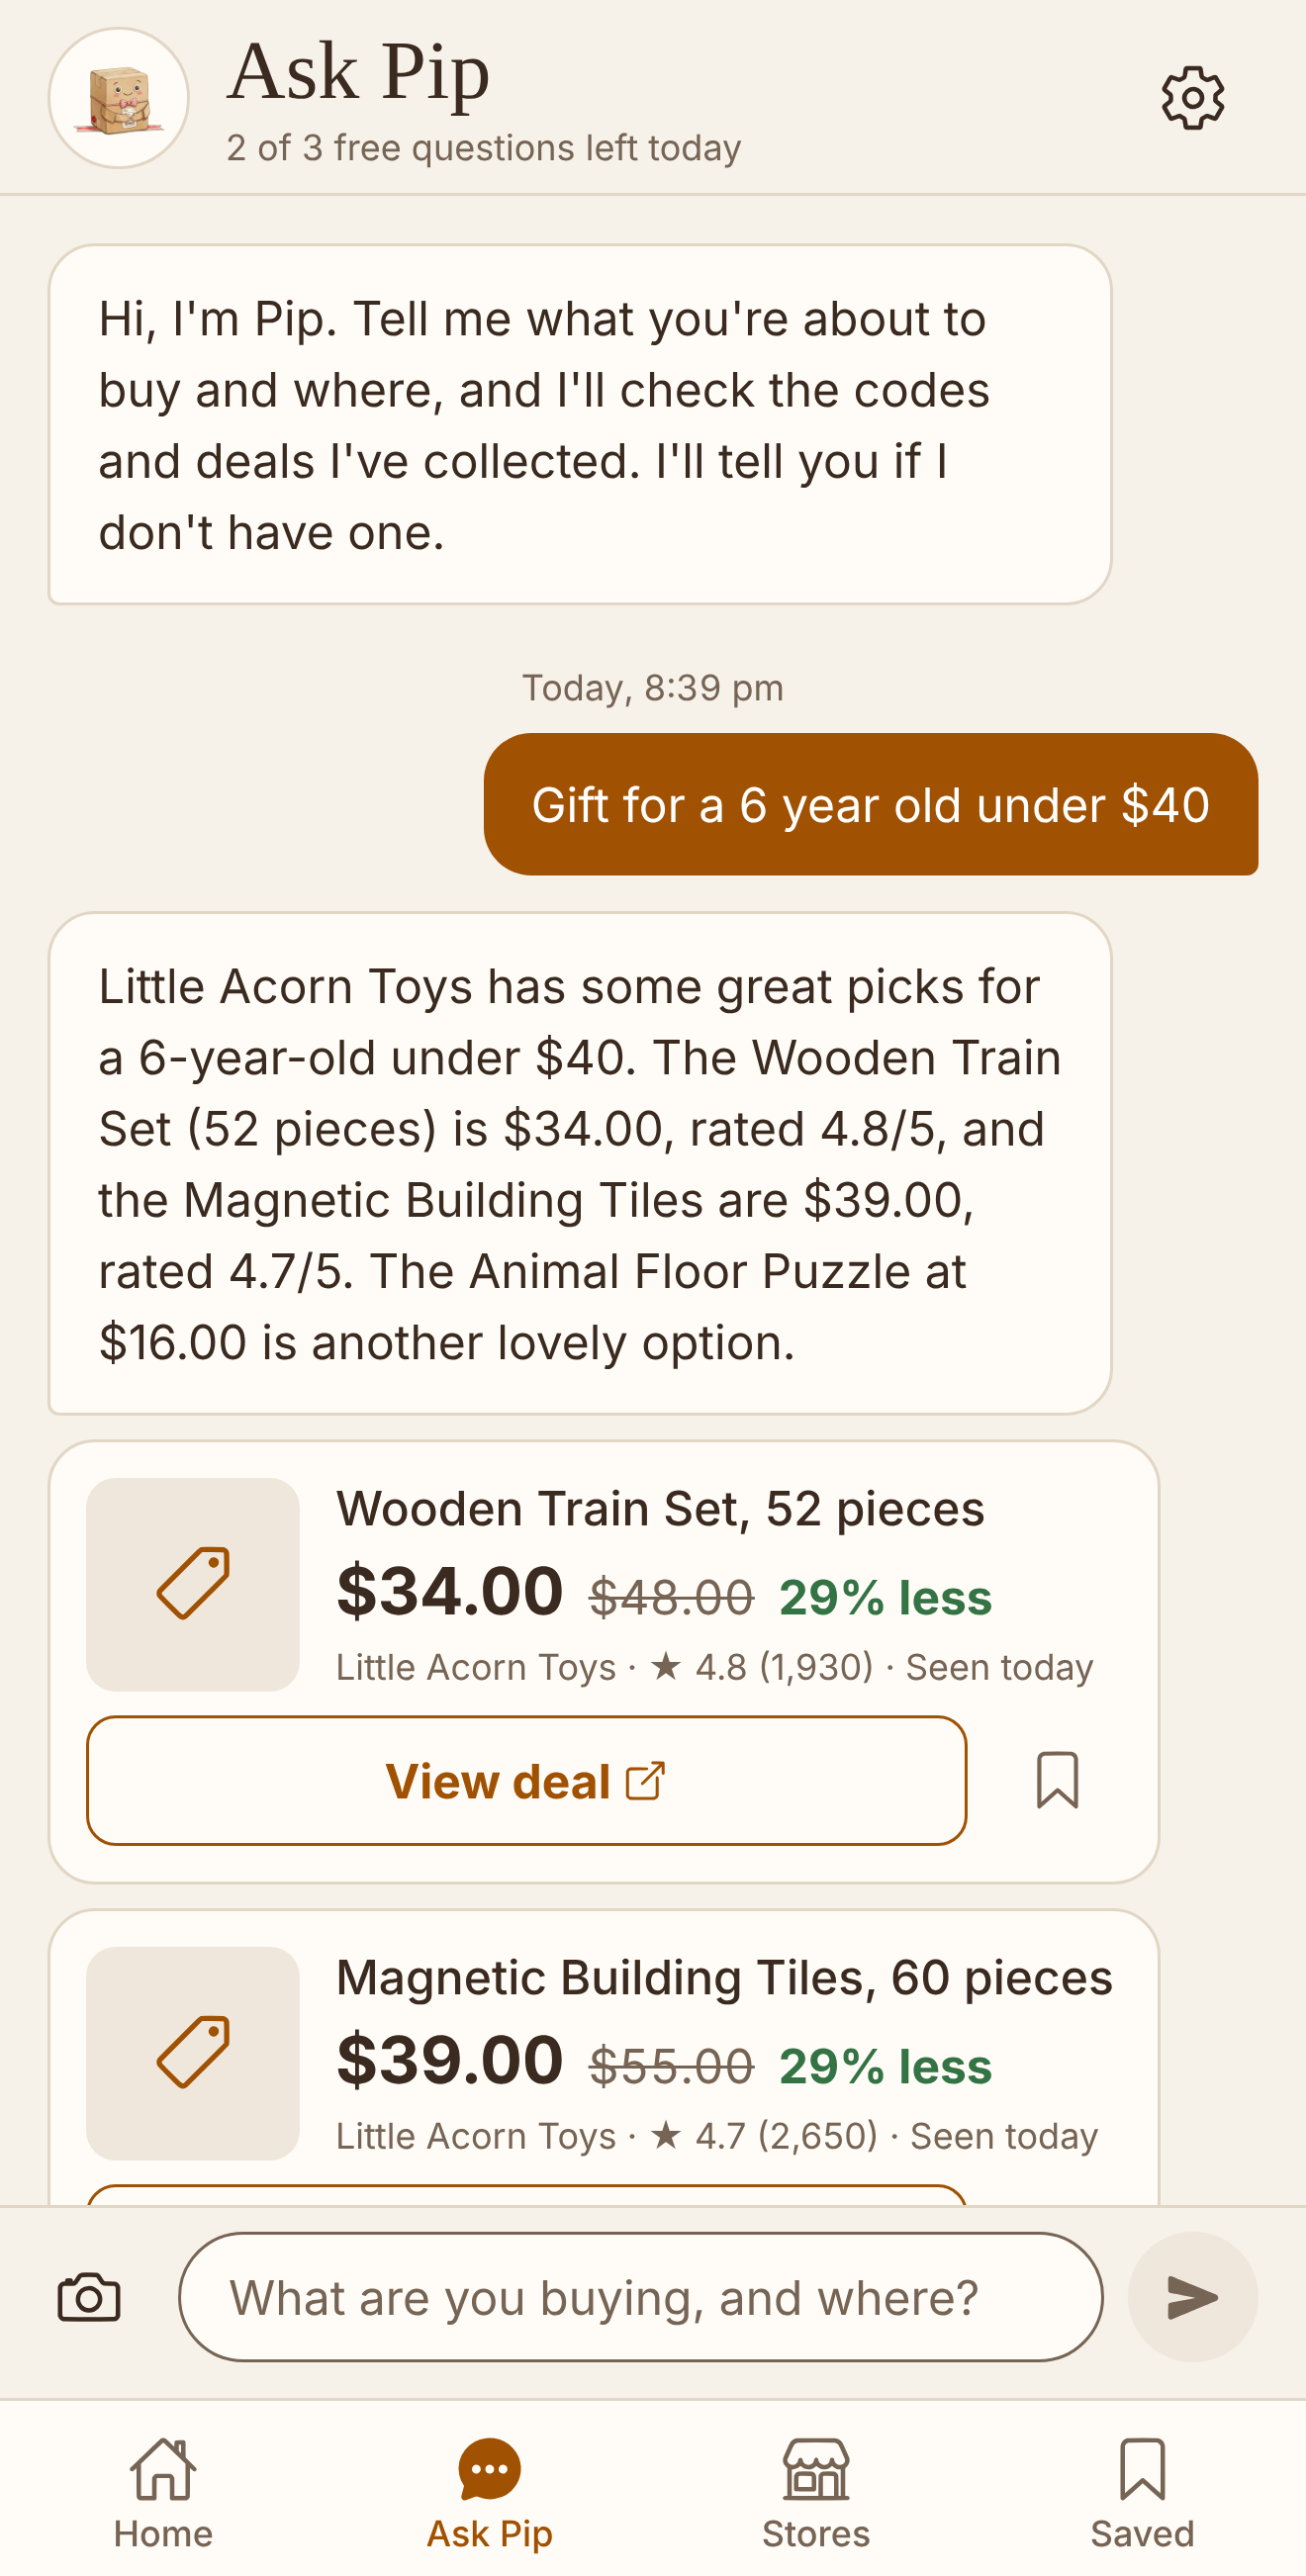 Ask Pip
2 of 3 free questions left today
Hi, I'm Pip. Tell me what you're about to
buy and where, and I'll check the codes
and deals I've collected. I'll tell you if I
don't have one.
Today, 8:39 pm
Gift for a 6 year old under $40
Little Acorn Toys has some great picks for
a 6-year-old under $40. The Wooden Train
Set (52 pieces) is $34.00, rated 4.8/5, and
the Magnetic Building Tiles are $39.00,
rated 4.7/5. The Animal Floor Puzzle at
$16.00 is another lovely option.
Wooden Train Set, 52 pieces
$34.00 $48.00 29% less
Little Acorn Toys · ★ 4.8 (1,930) · Seen today
View deal
Magnetic Building Tiles, 60 pieces
$39.00 $55.00 29% less
Little Acorn Toys · ★ 4.7 (2,650) · Seen today
What are you buying, and where?
Home
Ask Pip
Stores
Saved